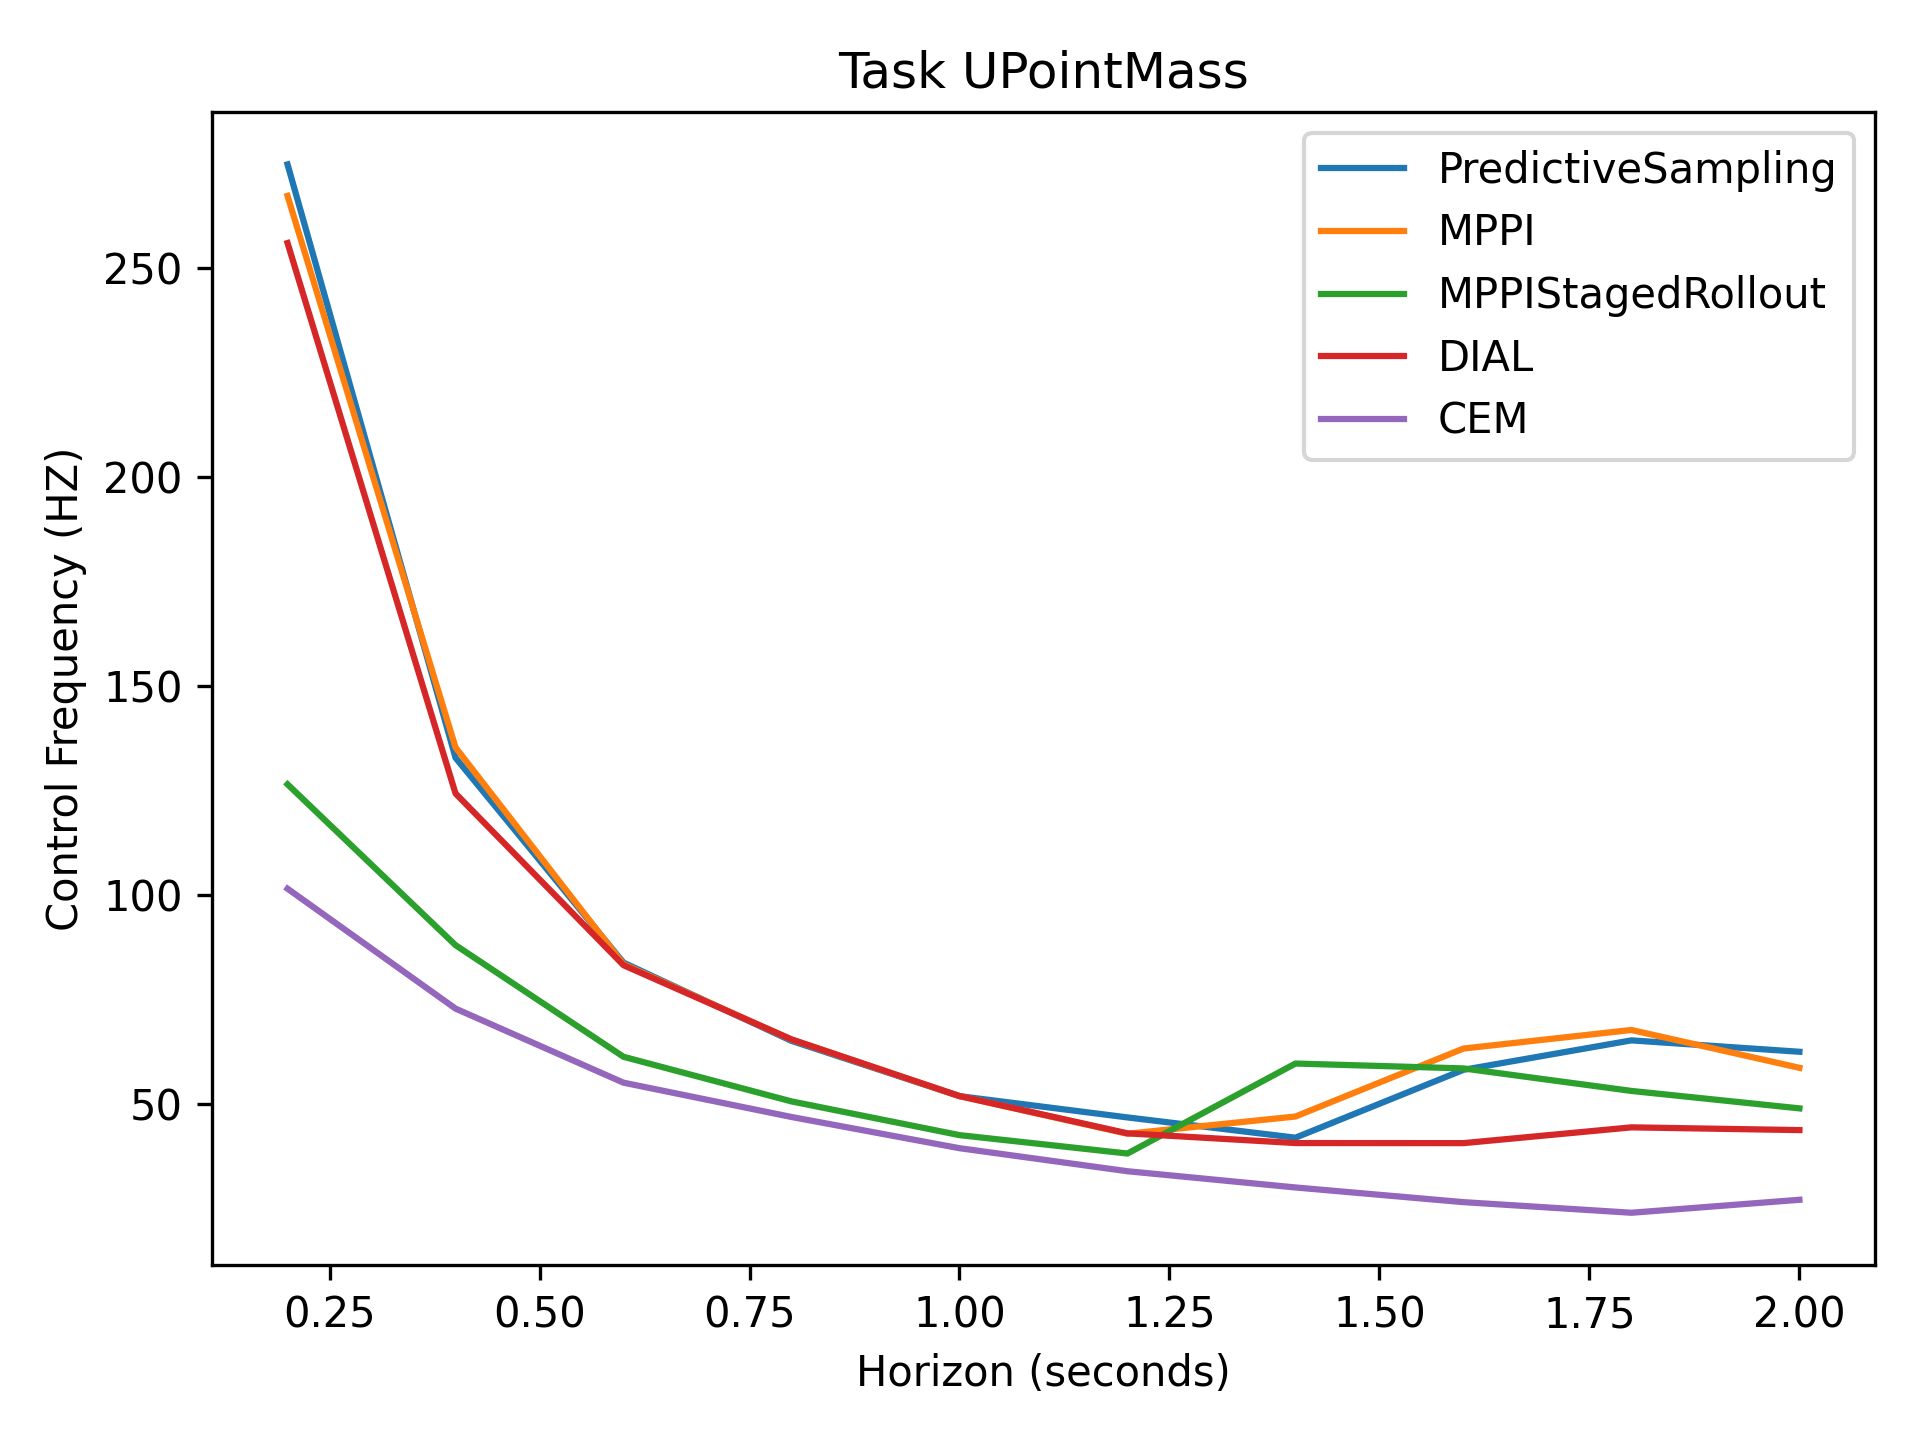 Task UPointMass
PredictiveSampling
MPPI
MPPIStagedRollout
DIAL
CEM
Control Frequency (HZ)
250
200
150
100
50
0.25 0.50 0.75 1.00 1.25 1.50 1.75 2.00
Horizon (seconds)